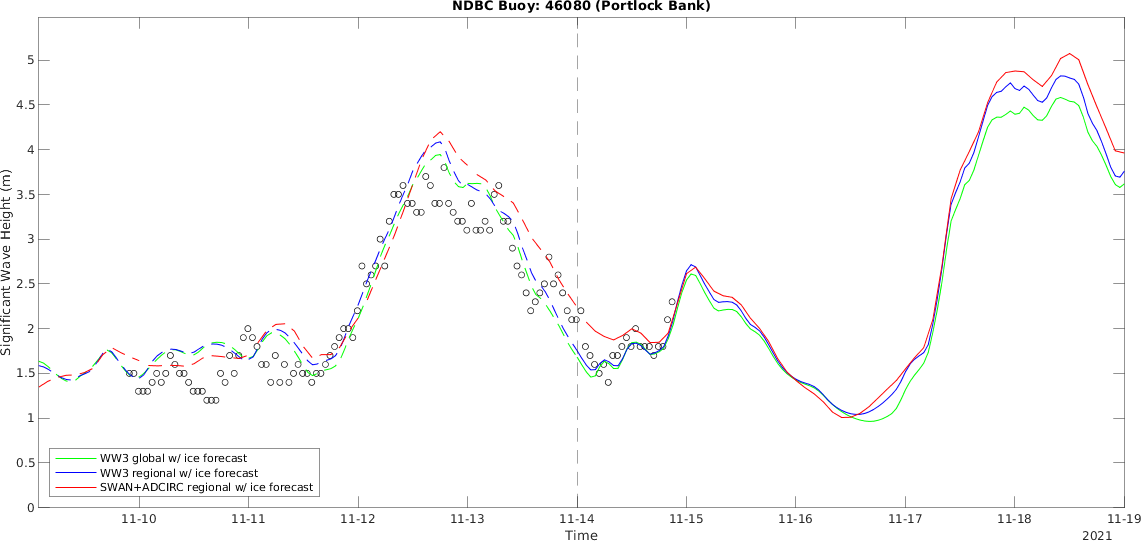 NDBC Buoy: 46080 (Portlock Bank)
Significant Wave Height (m)
5
4.5
4
3.5
3
2.5
2
1.5
1
0.5
0
WW3 global w/ ice forecast
WW3 regional w/ ice forecast
SWAN+ADCIRC regional w/ ice forecast
11-10 11-11 11-12 11-13 11-14 11-15 11-16 11-17 11-18 11-19
Time
2021